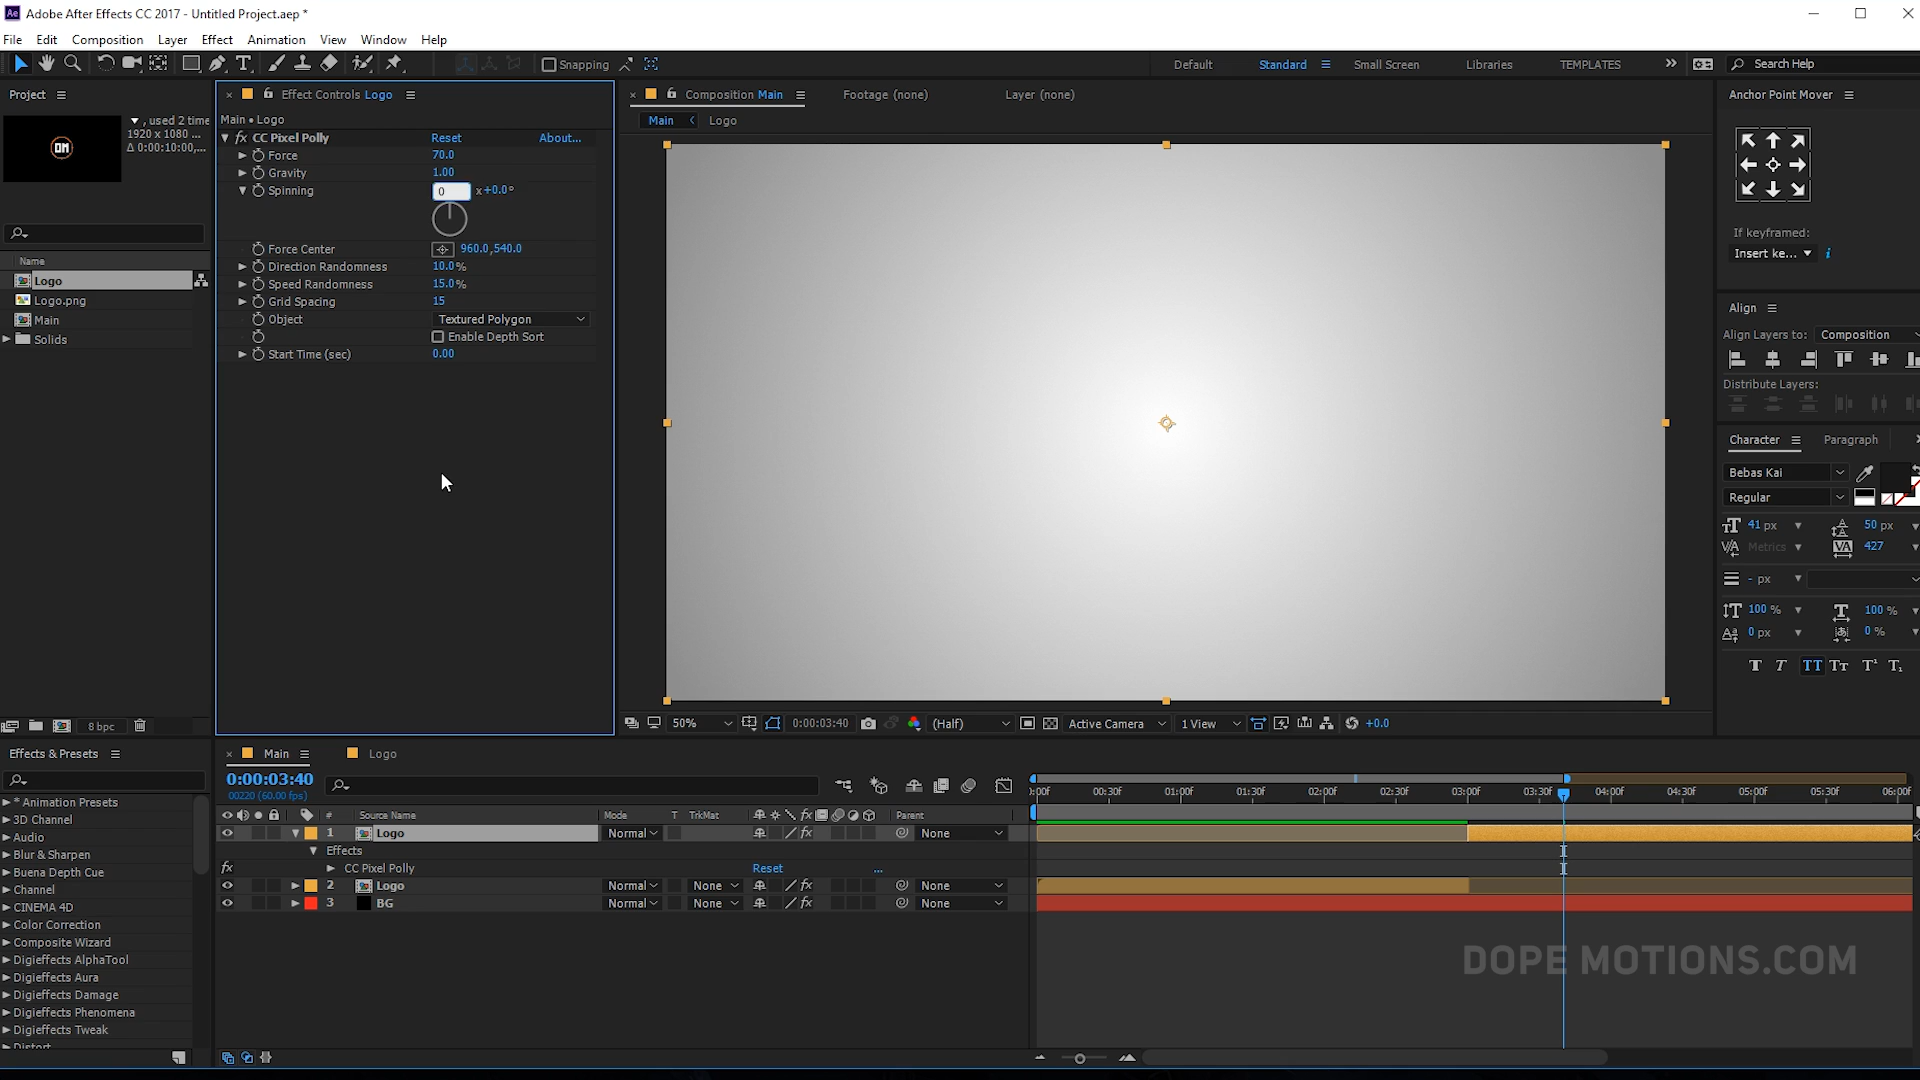 Adobe After Effects CC 2017 - Untitled Project.aep *
File Edit Composition Layer Effect Animation View Window Help
Snapping
Default Standard Small Screen Libraries TEMPLATES
Search Help
Project
, used 2 time
1920 x 1080 ...
Δ 0:00:10:00,...
Name
Logo
Logo.png
Main
Solids
8 bpc
Effect Controls Logo
Main • Logo
fx CC Pixel Polly Reset About...
Force 70.0
Gravity 1.00
Spinning 0 x+0.0°
Force Center 960.0,540.0
Direction Randomness 10.0%
Speed Randomness 15.0%
Grid Spacing 15
Object Textured Polygon
Enable Depth Sort
Start Time (sec) 0.00
Composition Main
Footage (none)
Layer (none)
Main Logo
50% 0:00:03:40 (Half) Active Camera 1 View +0.0
Anchor Point Mover
If keyframed:
Insert ke... i
Align
Align Layers to: Composition
Distribute Layers:
Character Paragraph
Bebas Kai
Regular
41 px 50 px
Metrics 427
- px
100 % 100 %
0 px 0 %
T T TT Tт T¹ T₁
Effects & Presets
* Animation Presets
3D Channel
Audio
Blur & Sharpen
Buena Depth Cue
Channel
CINEMA 4D
Color Correction
Composite Wizard
Digieffects AlphaTool
Digieffects Aura
Digieffects Damage
Digieffects Phenomena
Digieffects Tweak
Distort
Main Logo
0:00:03:40
00220 (60.00 fps)
# Source Name Mode T TrkMat fx Parent
1 Logo Normal None
Effects
fx CC Pixel Polly Reset ...
2 Logo Normal None None
3 BG Normal None None
:00f 00:30f 01:00f 01:30f 02:00f 02:30f 03:00f 03:30f 04:00f 04:30f 05:00f 05:30f 06:00f
DOPE MOTIONS.COM